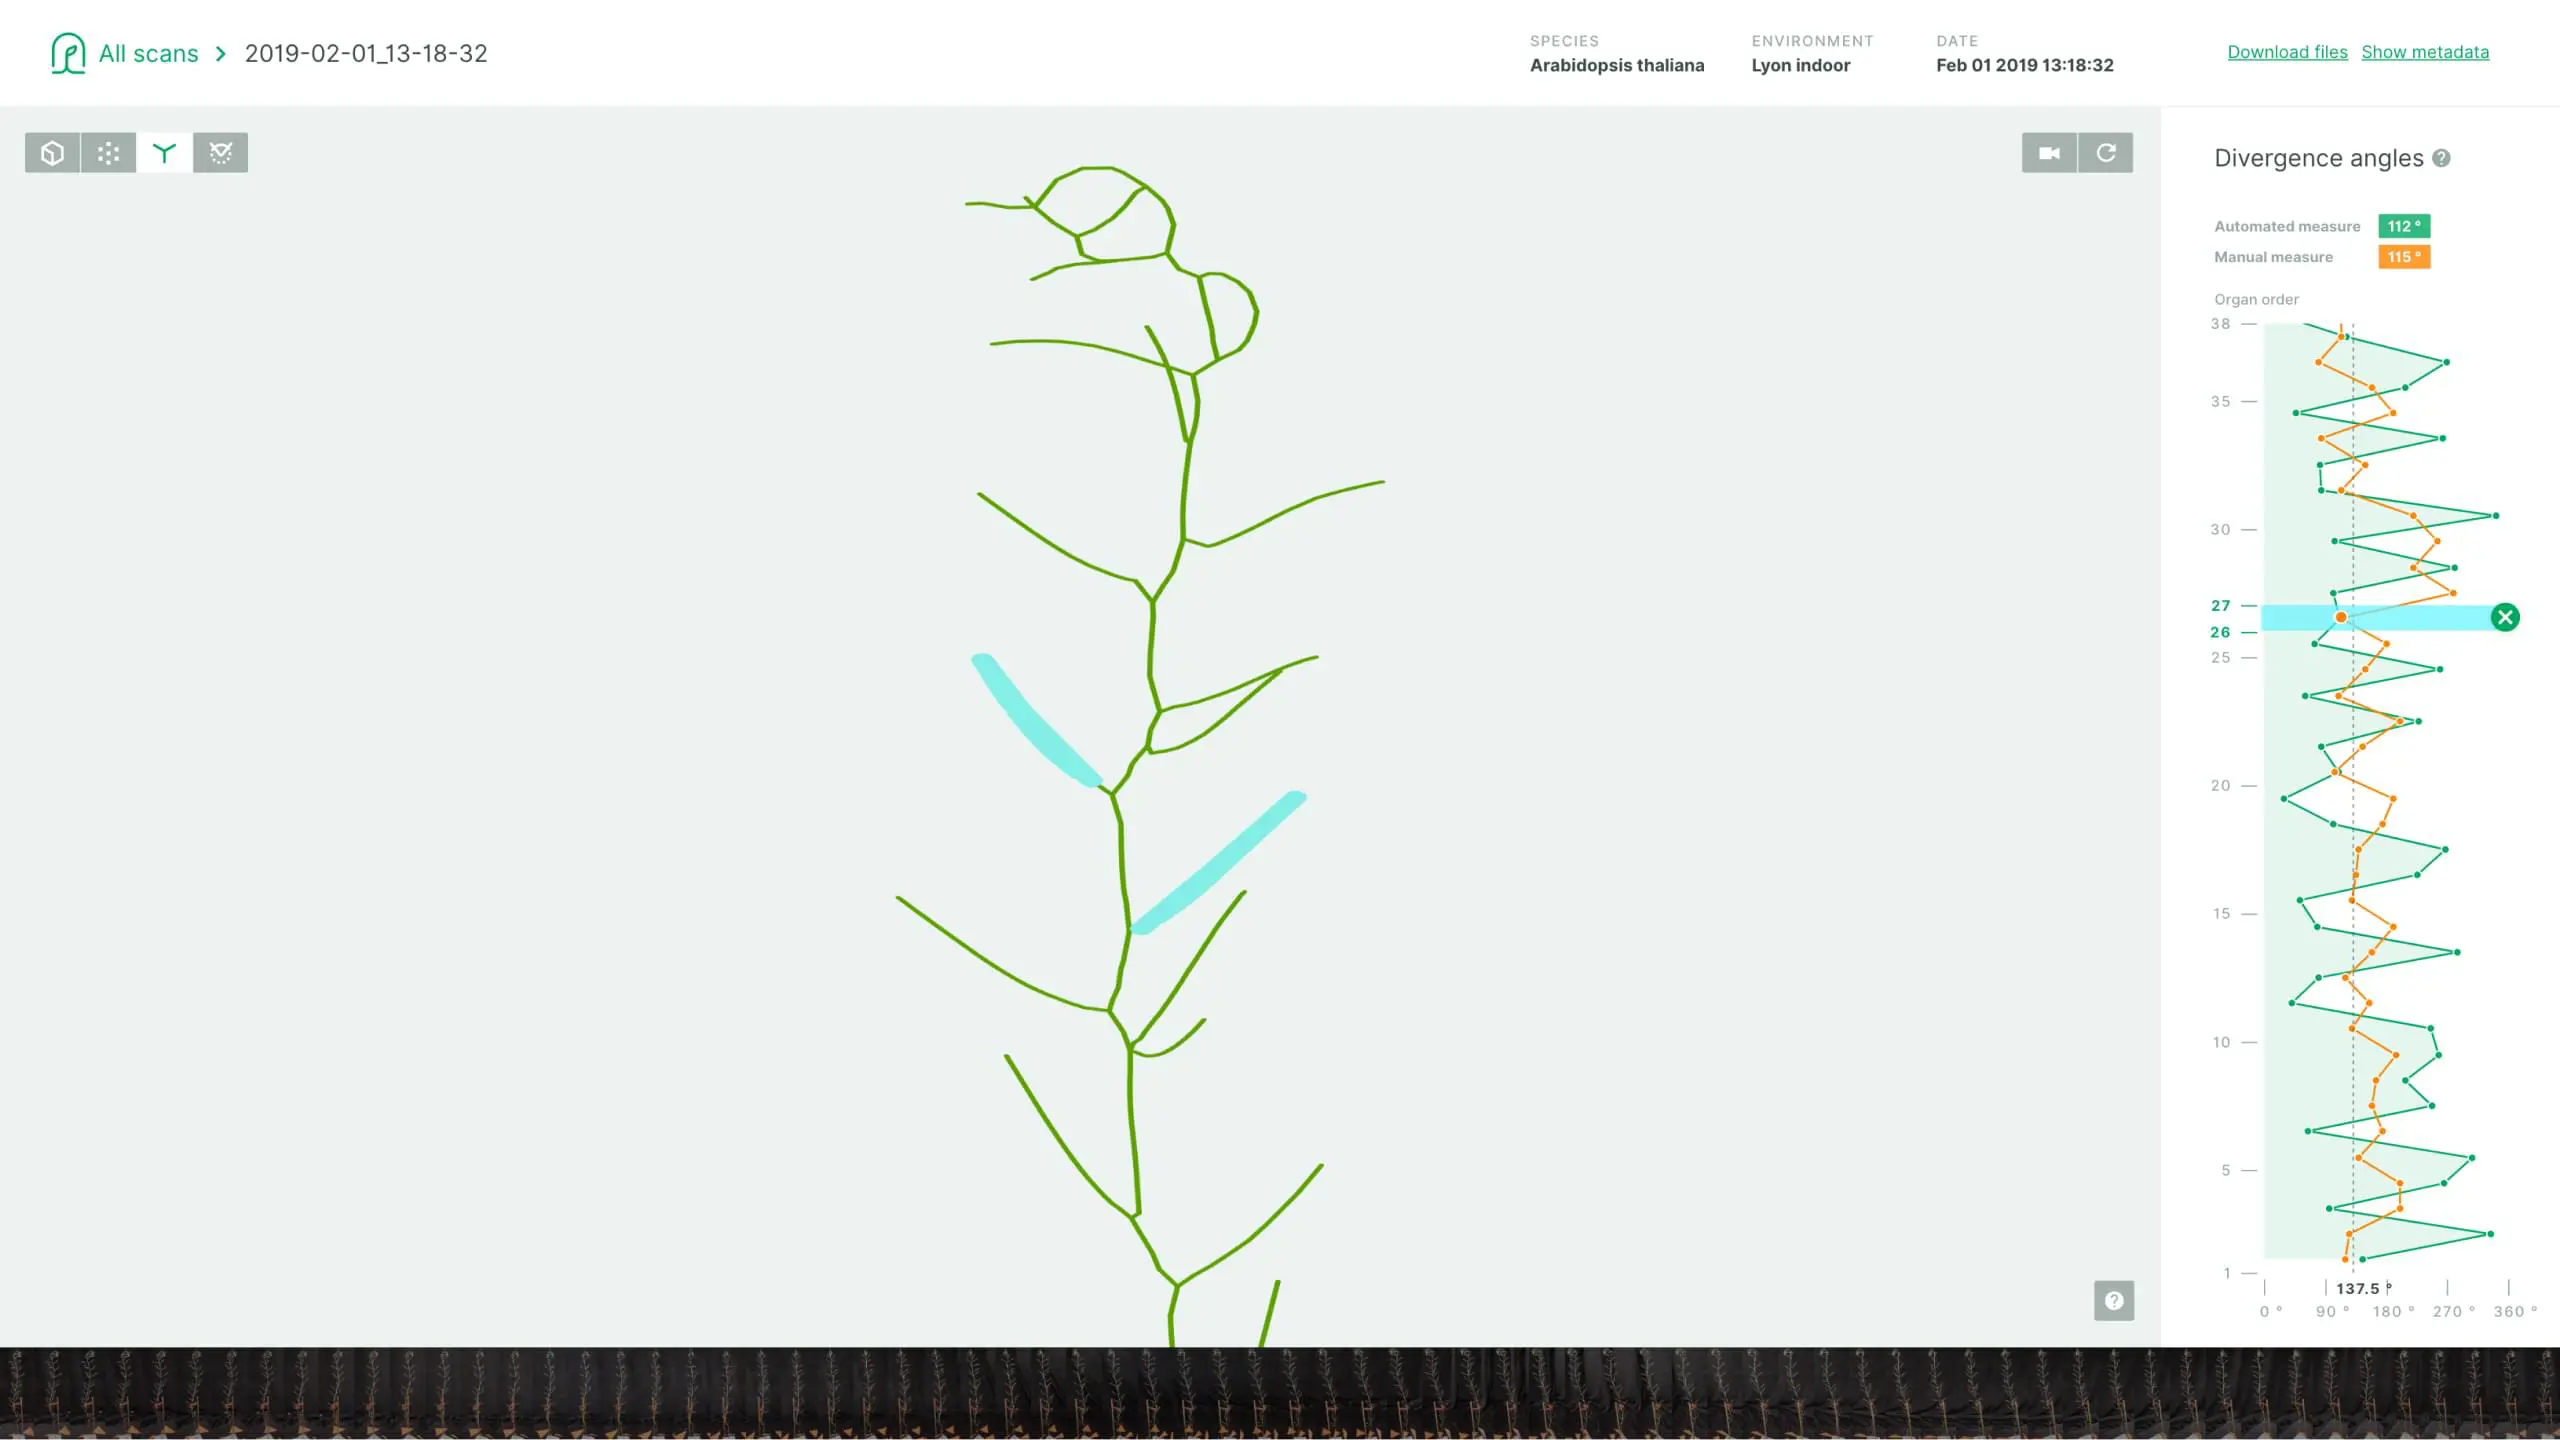 All scans > 2019-02-01_13-18-32
SPECIES
Arabidopsis thaliana
ENVIRONMENT
Lyon indoor
DATE
Feb 01 2019 13:18:32
Download files Show metadata
Divergence angles ?
Automated measure 112 °
Manual measure 115 °
Organ order
38
35
30
27
26
25
20
15
10
5
1
137.5 °
0 ° 90 ° 180 ° 270 ° 360 °
?